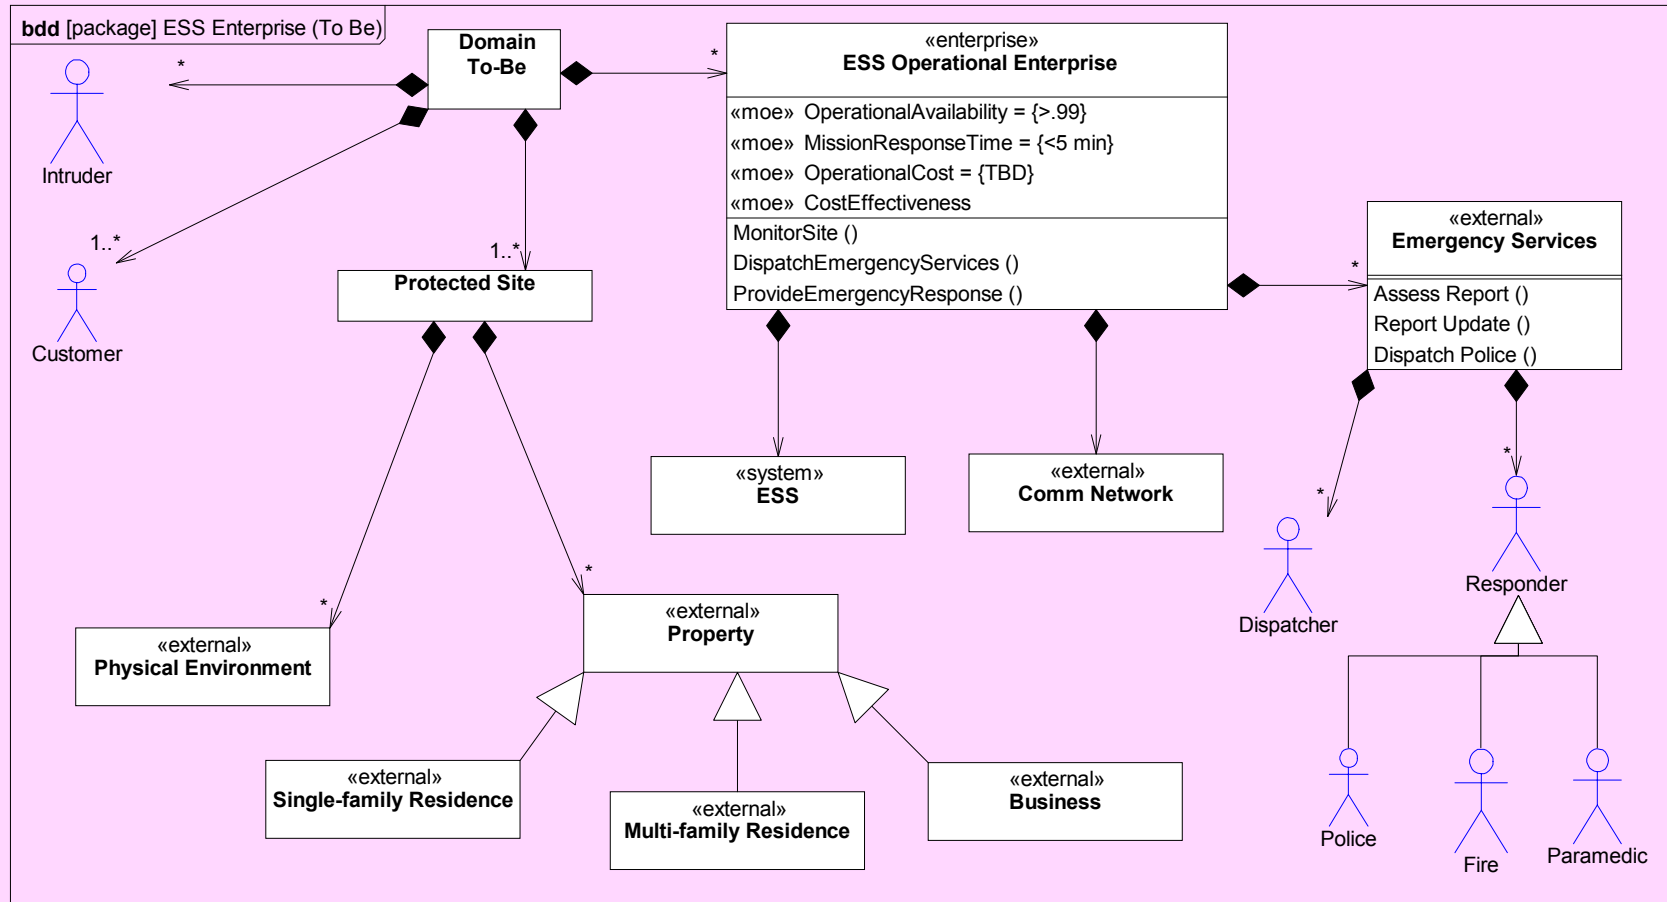 bdd [package] ESS Enterprise (To Be)
Domain
To-Be
*
*
1..*
1..*
Intruder
Customer
«enterprise»
ESS Operational Enterprise
«moe» OperationalAvailability = {>.99}
«moe» MissionResponseTime = {<5 min}
«moe» OperationalCost = {TBD}
«moe» CostEffectiveness
MonitorSite ()
DispatchEmergencyServices ()
ProvideEmergencyResponse ()
*
«external»
Emergency Services
Assess Report ()
Report Update ()
Dispatch Police ()
Protected Site
«system»
ESS
«external»
Comm Network
*
*
Dispatcher
Responder
*
*
«external»
Physical Environment
«external»
Property
«external»
Single-family Residence
«external»
Multi-family Residence
«external»
Business
Police
Fire
Paramedic